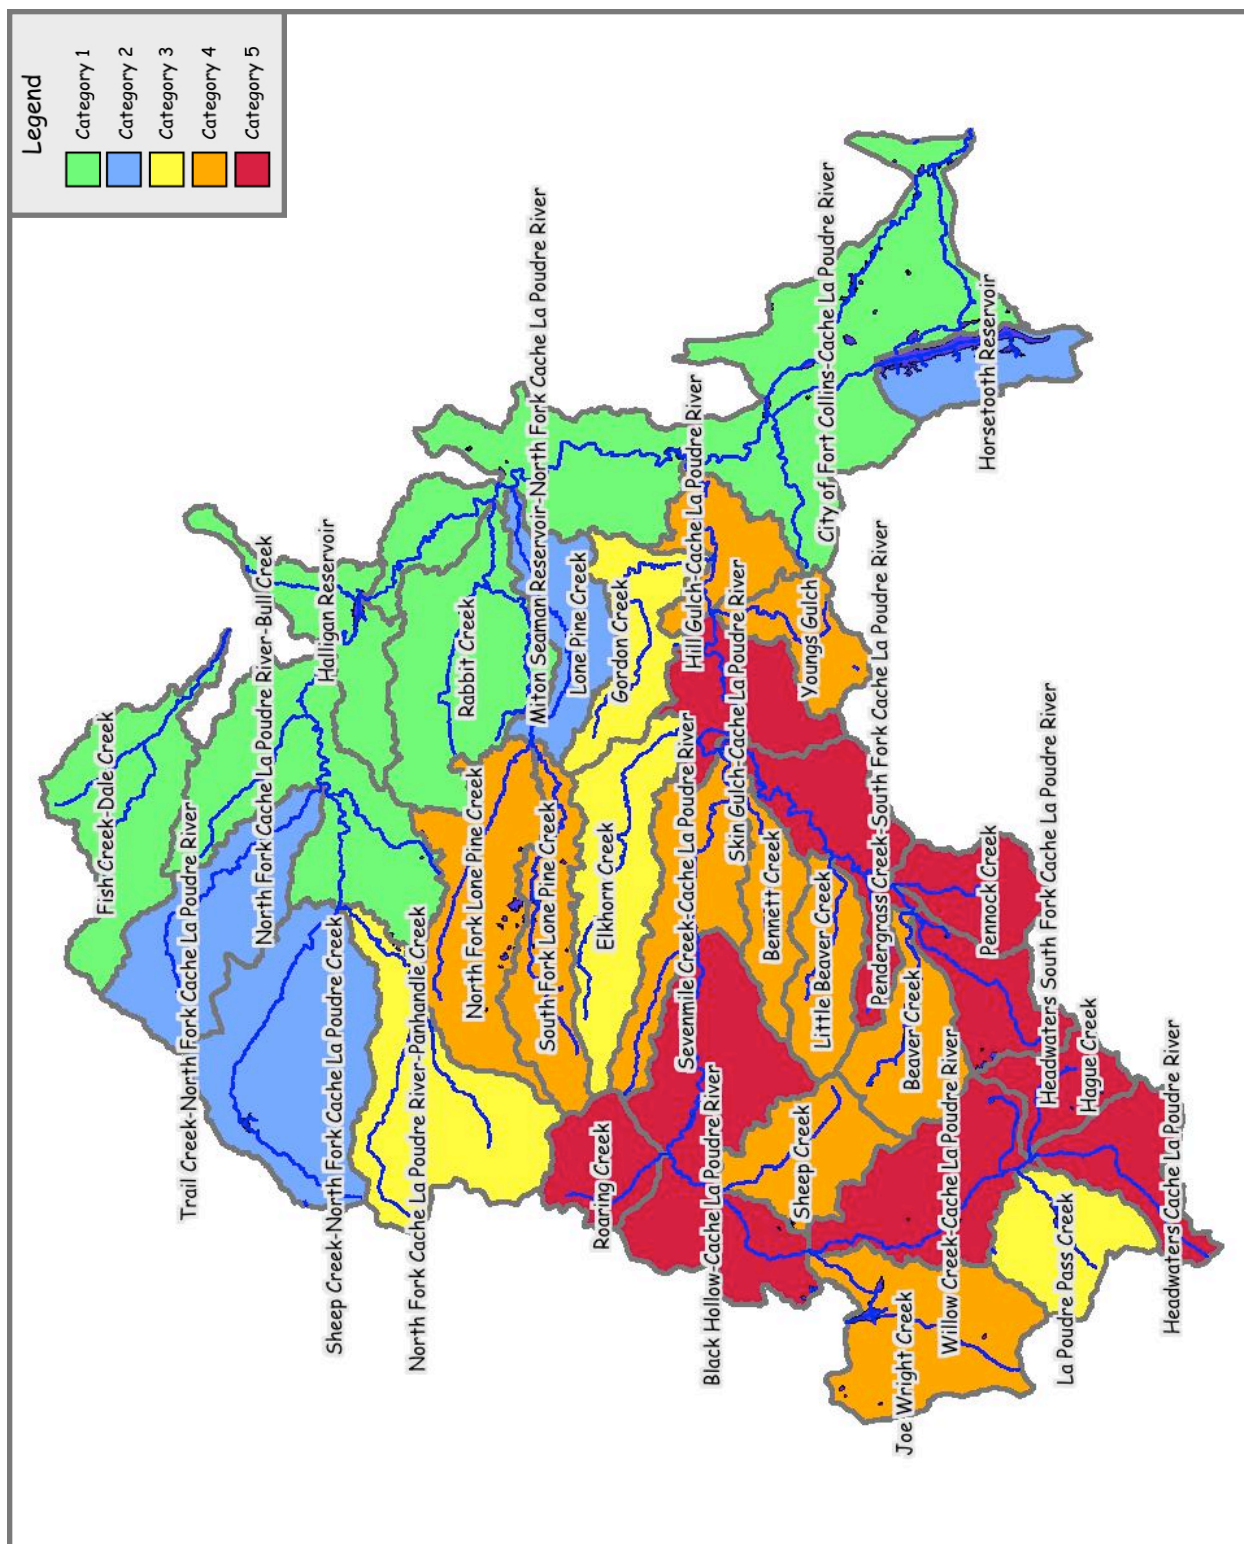 Legend
Category 1
Category 2
Category 3
Category 4
Category 5
Fish Creek-Dale Creek
Trail Creek-North Fork Cache La Poudre River
North Fork Cache La Poudre River-Bull Creek
Halligan Reservoir
Sheep Creek-North Fork Cache La Poudre Creek
North Fork Cache La Poudre River-Panhandle Creek
Rabbit Creek
North Fork Lone Pine Creek
Miton Seaman Reservoir-North Fork Cache La Poudre River
South Fork Lone Pine Creek
Lone Pine Creek
Elkhorn Creek
Gordon Creek
Roaring Creek
Sevenmile Creek-Cache La Poudre River
Hill Gulch-Cache La Poudre River
Black Hollow-Cache La Poudre River
Skin Gulch-Cache La Poudre River
Bennett Creek
Sheep Creek
Youngs Gulch
Little Beaver Creek
City of Fort Collins-Cache La Poudre River
Pendergrass Creek-South Fork Cache La Poudre River
Joe Wright Creek
Beaver Creek
Willow Creek-Cache La Poudre River
Pennock Creek
Horsetooth Reservoir
Headwaters South Fork Cache La Poudre River
La Poudre Pass Creek
Hague Creek
Headwaters Cache La Poudre River